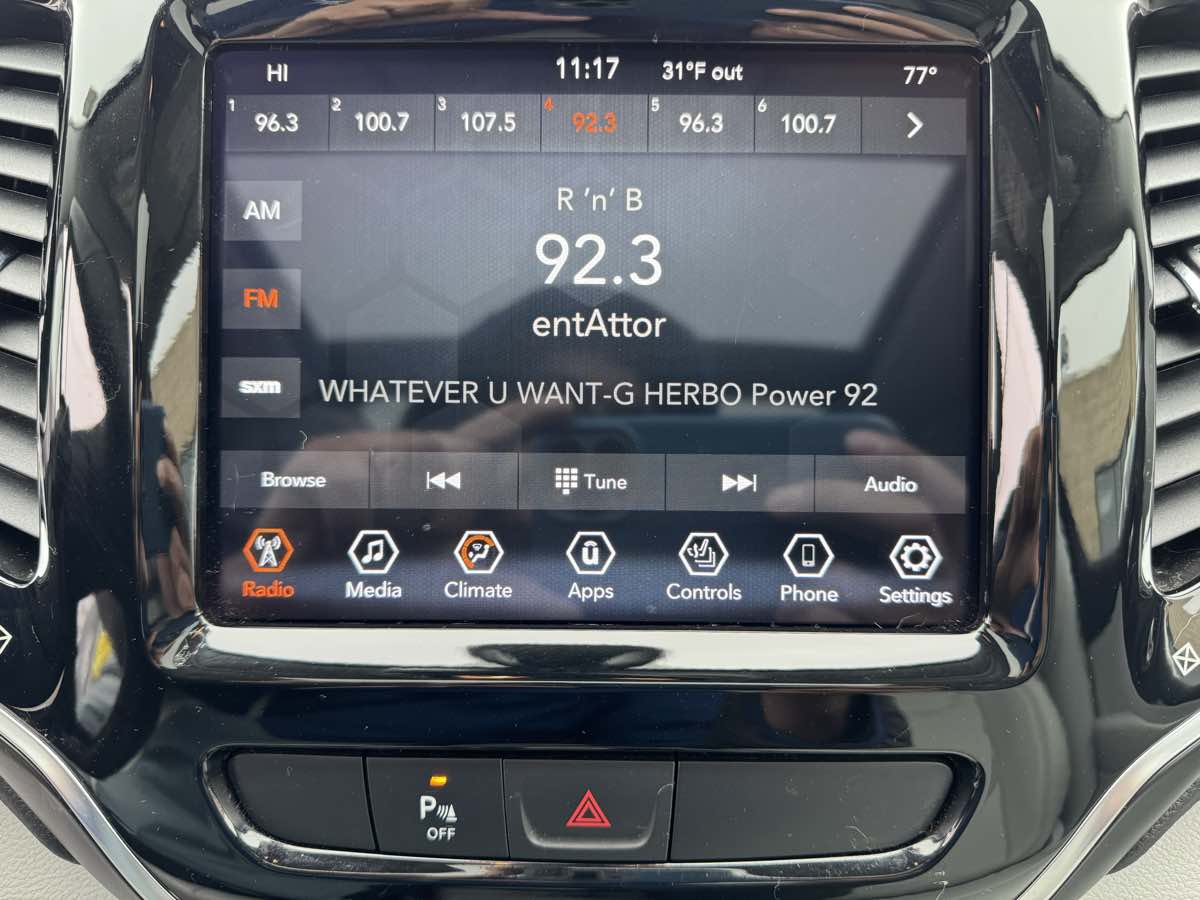 HI 11:17 31°F out 77°
1 96.3 2 100.7 3 107.5 4 92.3 5 96.3 6 100.7
AM
R 'n' B
92.3
FM
entAttor
sxm
WHATEVER U WANT-G HERBO Power 92
Browse Tune Audio
Radio Media Climate Apps Controls Phone Settings
P
OFF